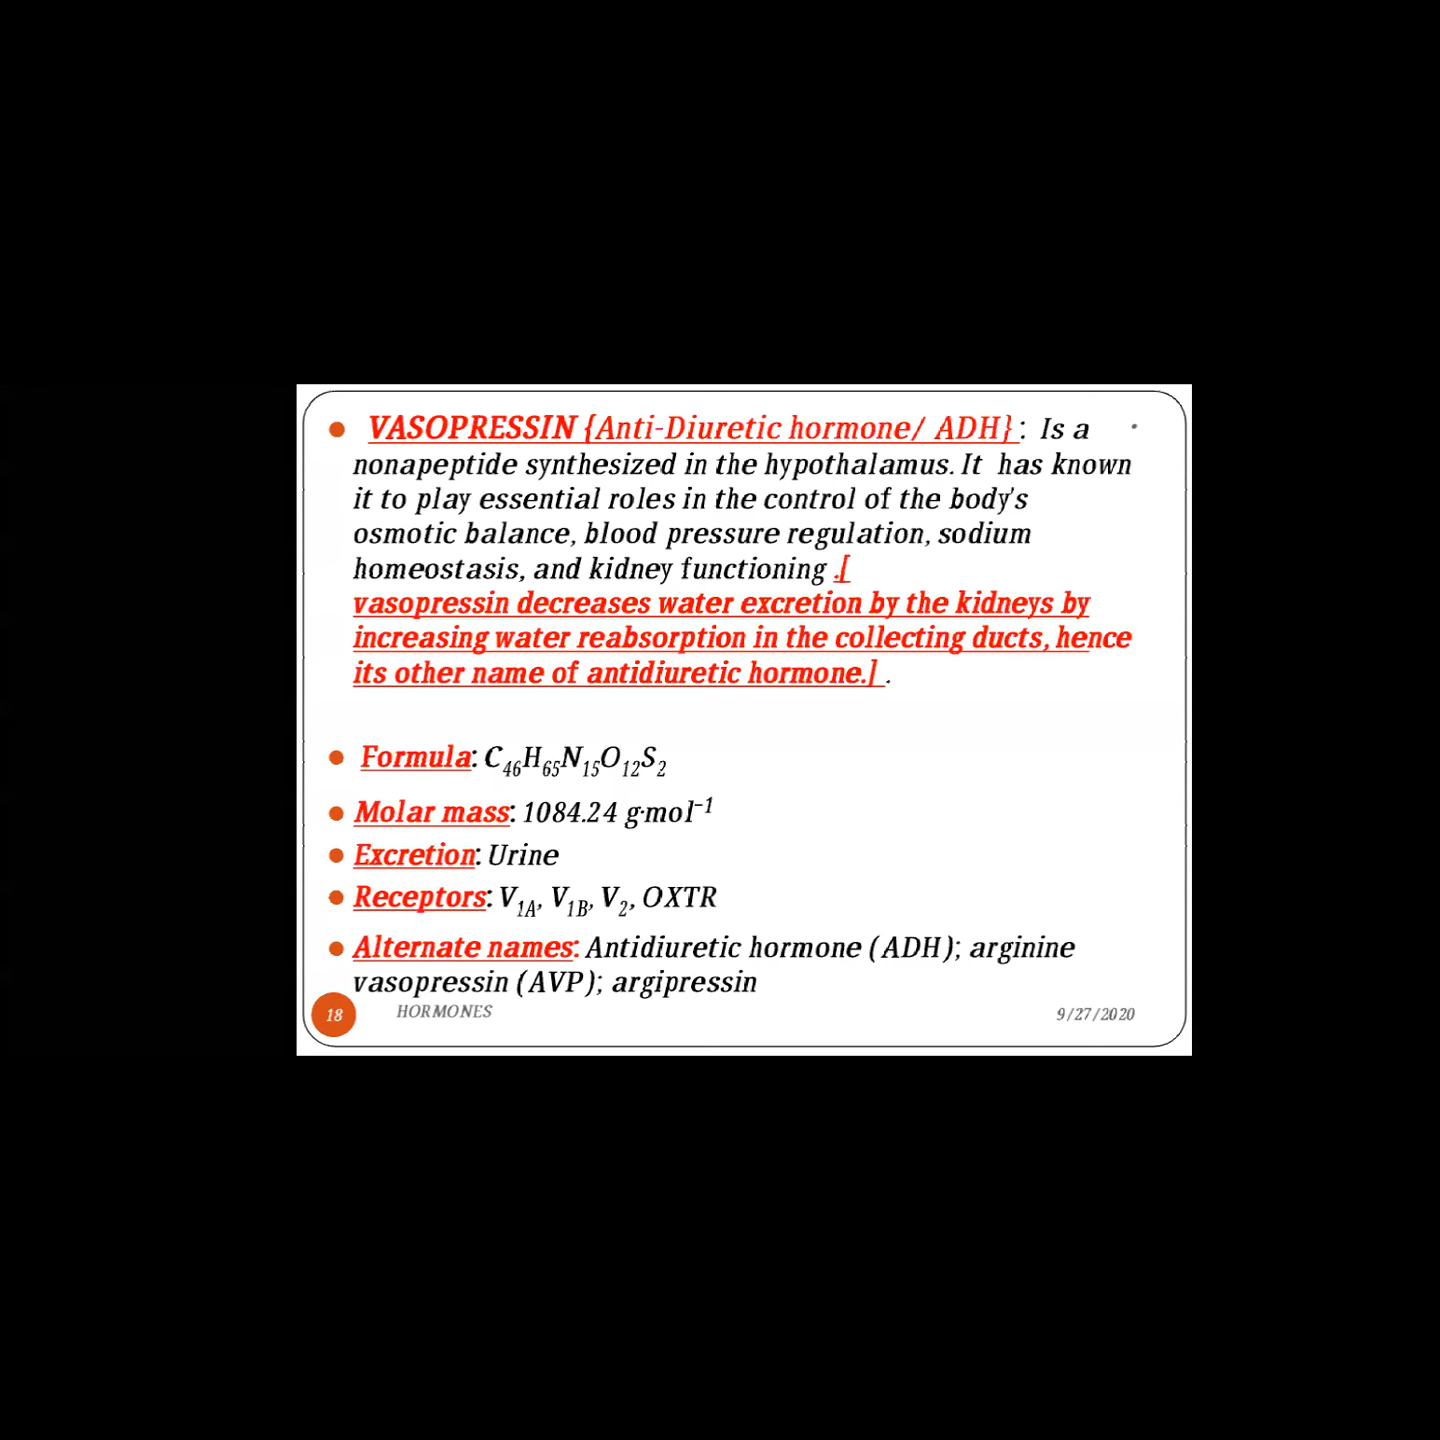 VASOPRESSIN {Anti-Diuretic hormone/ ADH} : Is a
nonapeptide synthesized in the hypothalamus. It has known
it to play essential roles in the control of the body's
osmotic balance, blood pressure regulation, sodium
homeostasis, and kidney functioning .[
vasopressin decreases water excretion by the kidneys by
increasing water reabsorption in the collecting ducts, hence
its other name of antidiuretic hormone.] .
Formula: C₄₆H₆₅N₁₅O₁₂S₂
Molar mass: 1084.24 g·mol⁻¹
Excretion: Urine
Receptors: V₁A, V₁B, V₂, OXTR
Alternate names: Antidiuretic hormone (ADH); arginine
vasopressin (AVP); argipressin
18 HORMONES 9/27/2020